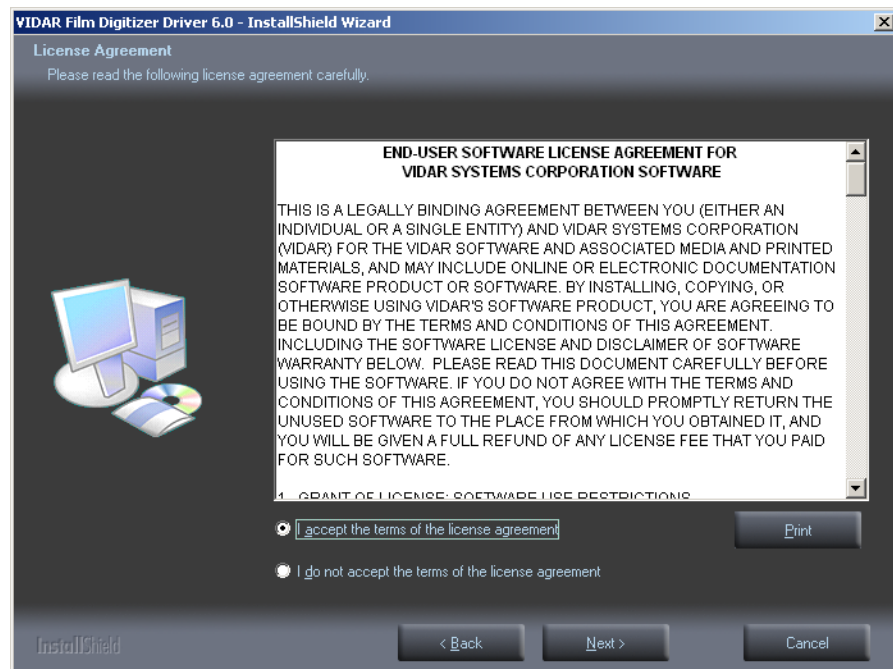 VIDAR Film Digitizer Driver 6.0 - InstallShield Wizard
License Agreement
Please read the following license agreement carefully.
END-USER SOFTWARE LICENSE AGREEMENT FOR
VIDAR SYSTEMS CORPORATION SOFTWARE
THIS IS A LEGALLY BINDING AGREEMENT BETWEEN YOU (EITHER AN
INDIVIDUAL OR A SINGLE ENTITY) AND VIDAR SYSTEMS CORPORATION
(VIDAR) FOR THE VIDAR SOFTWARE AND ASSOCIATED MEDIA AND PRINTED
MATERIALS, AND MAY INCLUDE ONLINE OR ELECTRONIC DOCUMENTATION
SOFTWARE PRODUCT OR SOFTWARE. BY INSTALLING, COPYING, OR
OTHERWISE USING VIDAR'S SOFTWARE PRODUCT, YOU ARE AGREEING TO
BE BOUND BY THE TERMS AND CONDITIONS OF THIS AGREEMENT.
INCLUDING THE SOFTWARE LICENSE AND DISCLAIMER OF SOFTWARE
WARRANTY BELOW.  PLEASE READ THIS DOCUMENT CAREFULLY BEFORE
USING THE SOFTWARE. IF YOU DO NOT AGREE WITH THE TERMS AND
CONDITIONS OF THIS AGREEMENT, YOU SHOULD PROMPTLY RETURN THE
UNUSED SOFTWARE TO THE PLACE FROM WHICH YOU OBTAINED IT, AND
YOU WILL BE GIVEN A FULL REFUND OF ANY LICENSE FEE THAT YOU PAID
FOR SUCH SOFTWARE.
1. GRANT OF LICENSE: SOFTWARE USE RESTRICTIONS
I accept the terms of the license agreement
Print
I do not accept the terms of the license agreement
InstallShield
< Back
Next >
Cancel